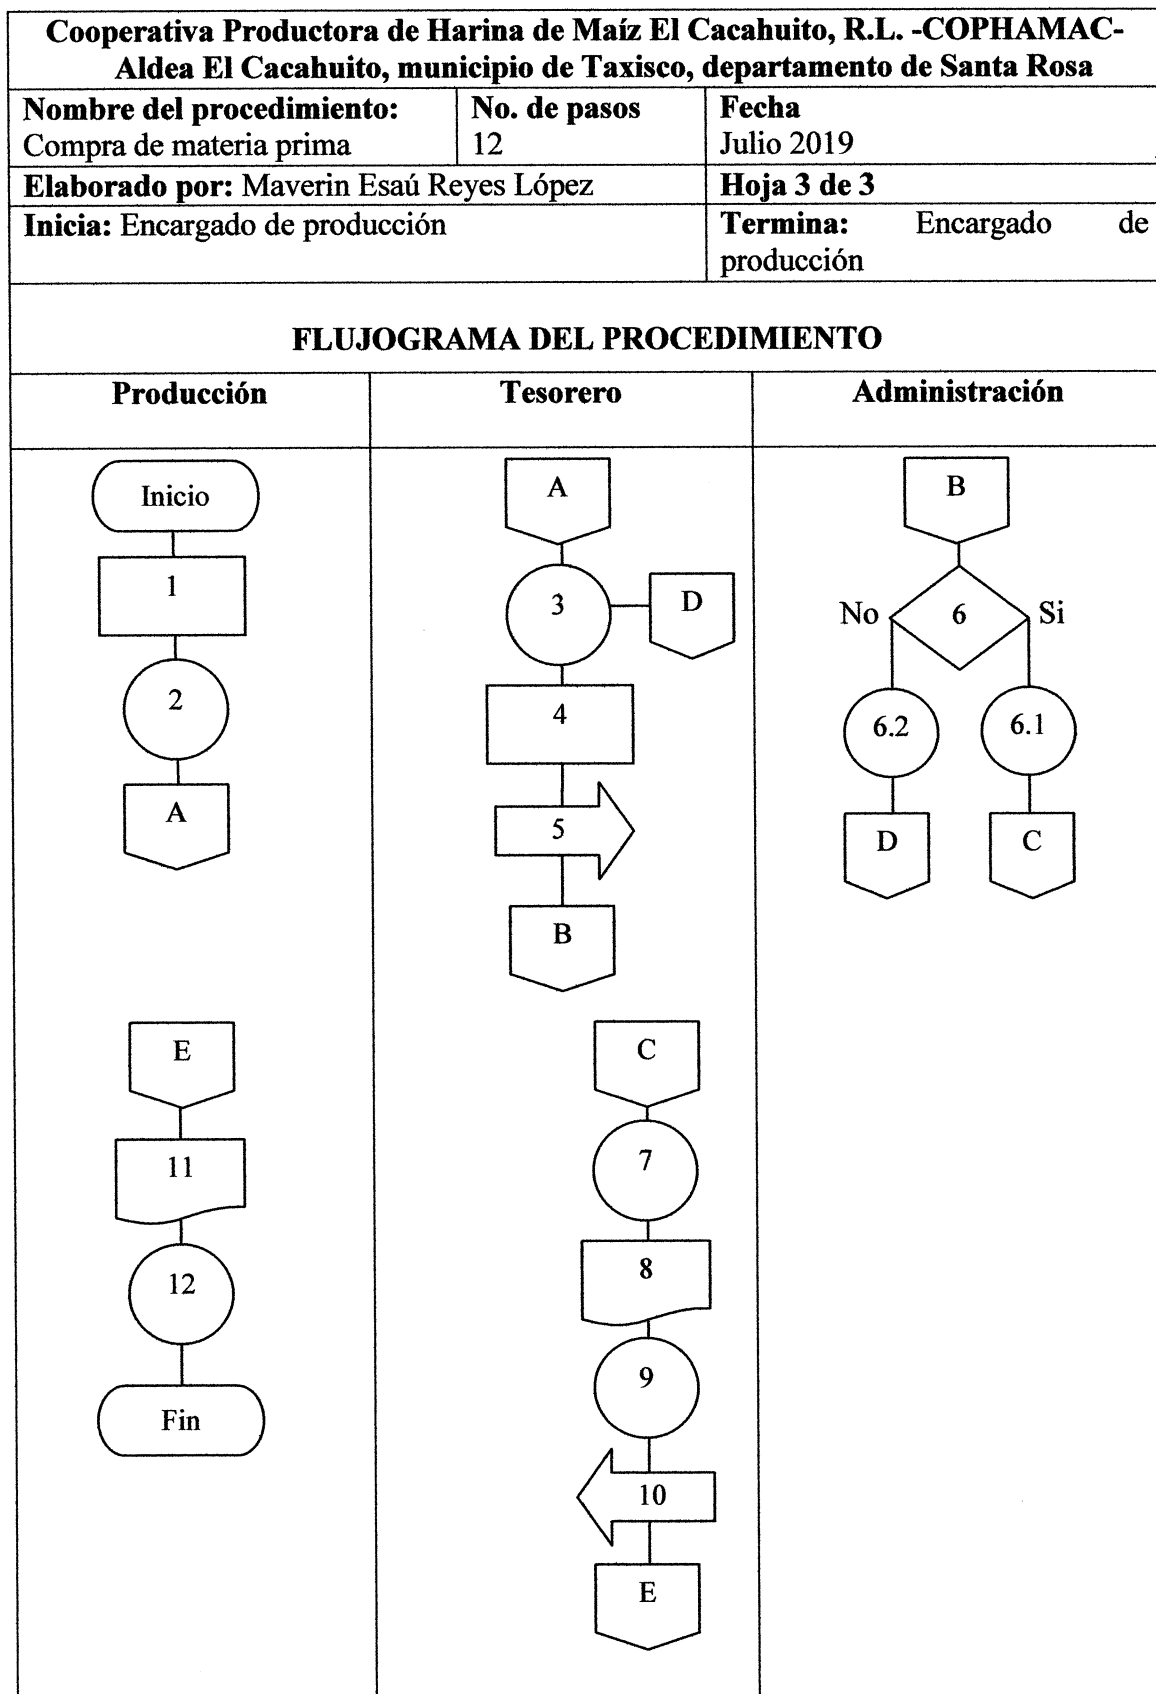 Cooperativa Productora de Harina de Maíz El Cacahuito, R.L. -COPHAMAC-
Aldea El Cacahuito, municipio de Taxisco, departamento de Santa Rosa
Nombre del procedimiento:
Compra de materia prima
No. de pasos
12
Fecha
Julio 2019
Elaborado por: Maverin Esaú Reyes López
Hoja 3 de 3
Inicia: Encargado de producción
Termina: Encargado de
producción
FLUJOGRAMA DEL PROCEDIMIENTO
Producción
Tesorero
Administración
Inicio
1
2
A
A
3
D
4
5
B
B
6
No
Si
6.2
6.1
D
C
E
11
12
Fin
C
7
8
9
10
E